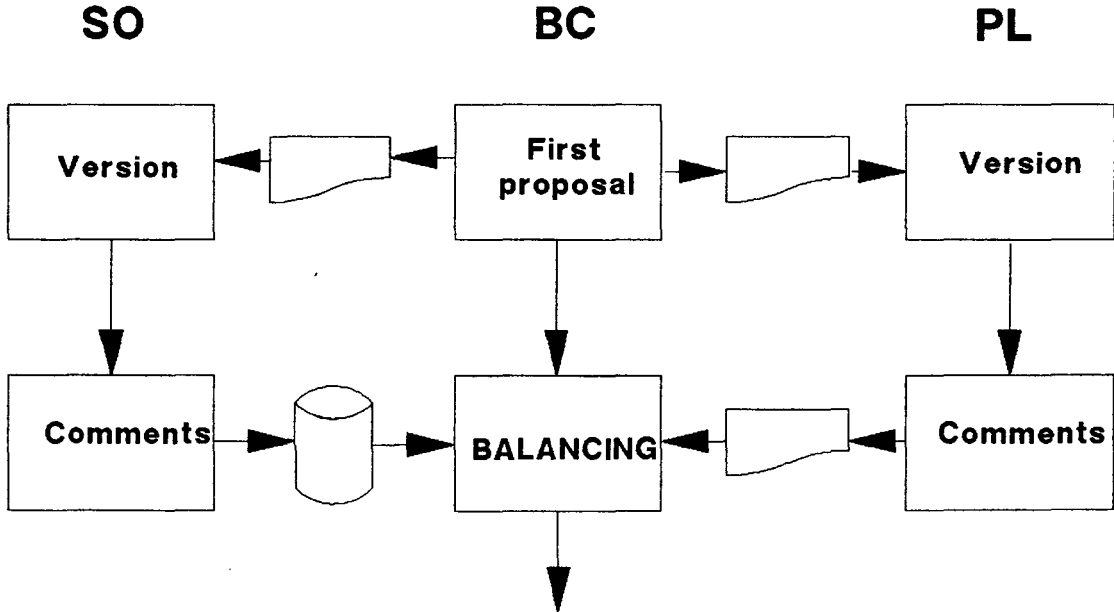 SO
BC
PL
Version
First
proposal
Version
Comments
BALANCING
Comments